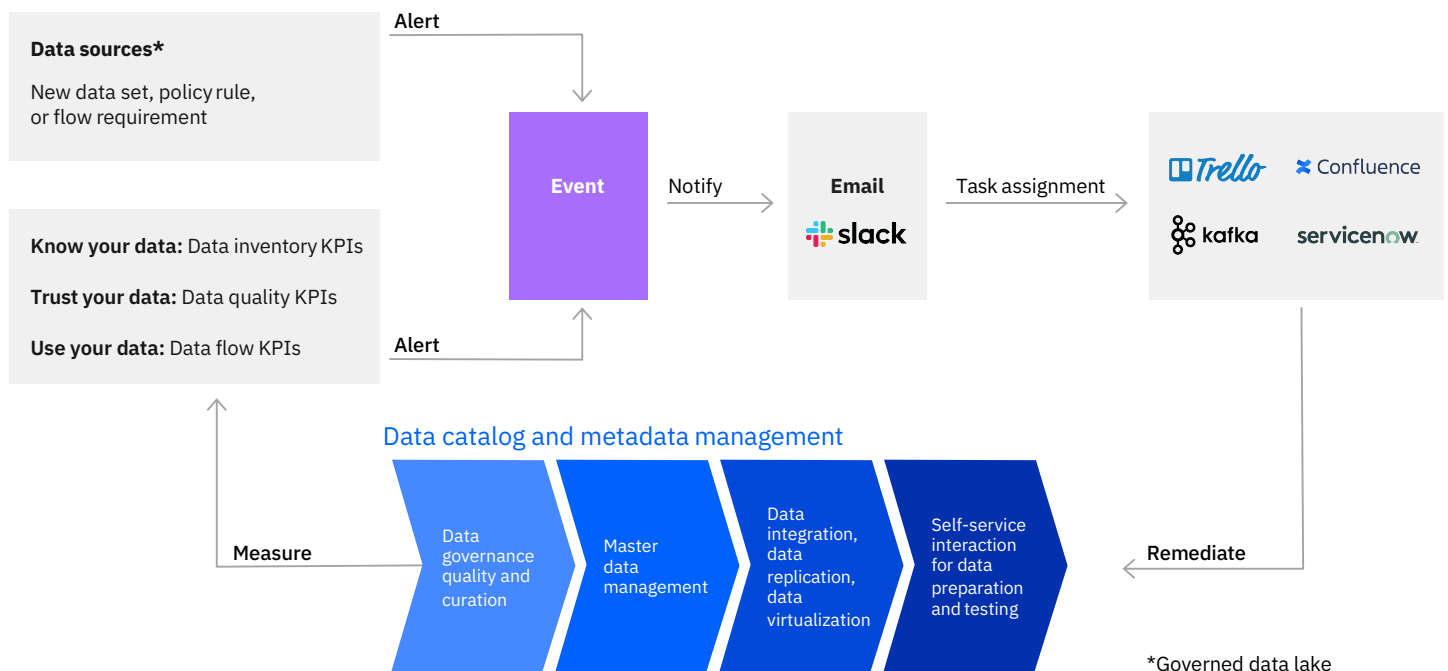 Alert
Data sources*
New data set, policy rule,
or flow requirement
Event
Notify
Email
slack
Task assignment
Trello
Confluence
kafka
servicenow.
Know your data: Data inventory KPIs
Trust your data: Data quality KPIs
Use your data: Data flow KPIs
Alert
Data catalog and metadata management
Measure
Data
governance
quality and
curation
Master
data
management
Data
integration,
data
replication,
data
virtualization
Self-service
interaction
for data
preparation
and testing
Remediate
*Governed data lake